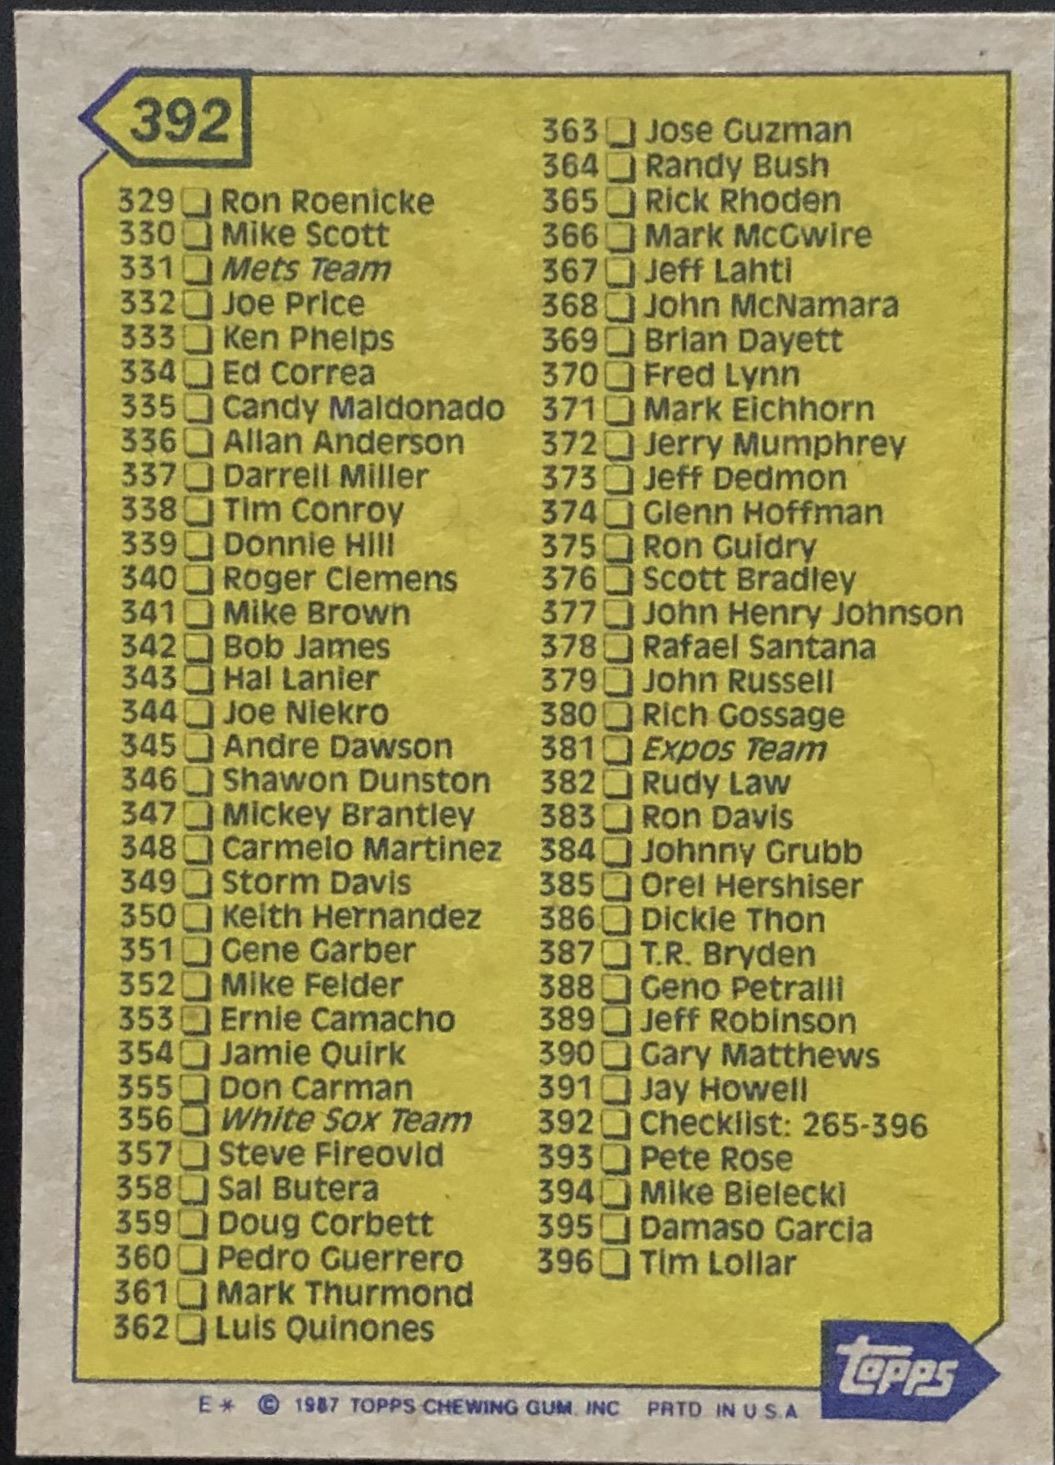 392
329 Ron Roenicke
330 Mike Scott
331 Mets Team
332 Joe Price
333 Ken Phelps
334 Ed Correa
335 Candy Maldonado
336 Allan Anderson
337 Darrell Miller
338 Tim Conroy
339 Donnie Hill
340 Roger Clemens
341 Mike Brown
342 Bob James
343 Hal Lanier
344 Joe Niekro
345 Andre Dawson
346 Shawon Dunston
347 Mickey Brantley
348 Carmelo Martinez
349 Storm Davis
350 Keith Hernandez
351 Gene Garber
352 Mike Felder
353 Ernie Camacho
354 Jamie Quirk
355 Don Carman
356 White Sox Team
357 Steve Fireovid
358 Sal Butera
359 Doug Corbett
360 Pedro Guerrero
361 Mark Thurmond
362 Luis Quinones
363 Jose Guzman
364 Randy Bush
365 Rick Rhoden
366 Mark McGwire
367 Jeff Lahti
368 John McNamara
369 Brian Dayett
370 Fred Lynn
371 Mark Eichhorn
372 Jerry Mumphrey
373 Jeff Dedmon
374 Glenn Hoffman
375 Ron Guidry
376 Scott Bradley
377 John Henry Johnson
378 Rafael Santana
379 John Russell
380 Rich Gossage
381 Expos Team
382 Rudy Law
383 Ron Davis
384 Johnny Grubb
385 Orel Hershiser
386 Dickie Thon
387 T.R. Bryden
388 Geno Petralli
389 Jeff Robinson
390 Gary Matthews
391 Jay Howell
392 Checklist: 265-396
393 Pete Rose
394 Mike Bielecki
395 Damaso Garcia
396 Tim Lollar
topps
E* © 1987 TOPPS CHEWING GUM, INC PRTD IN U.S.A